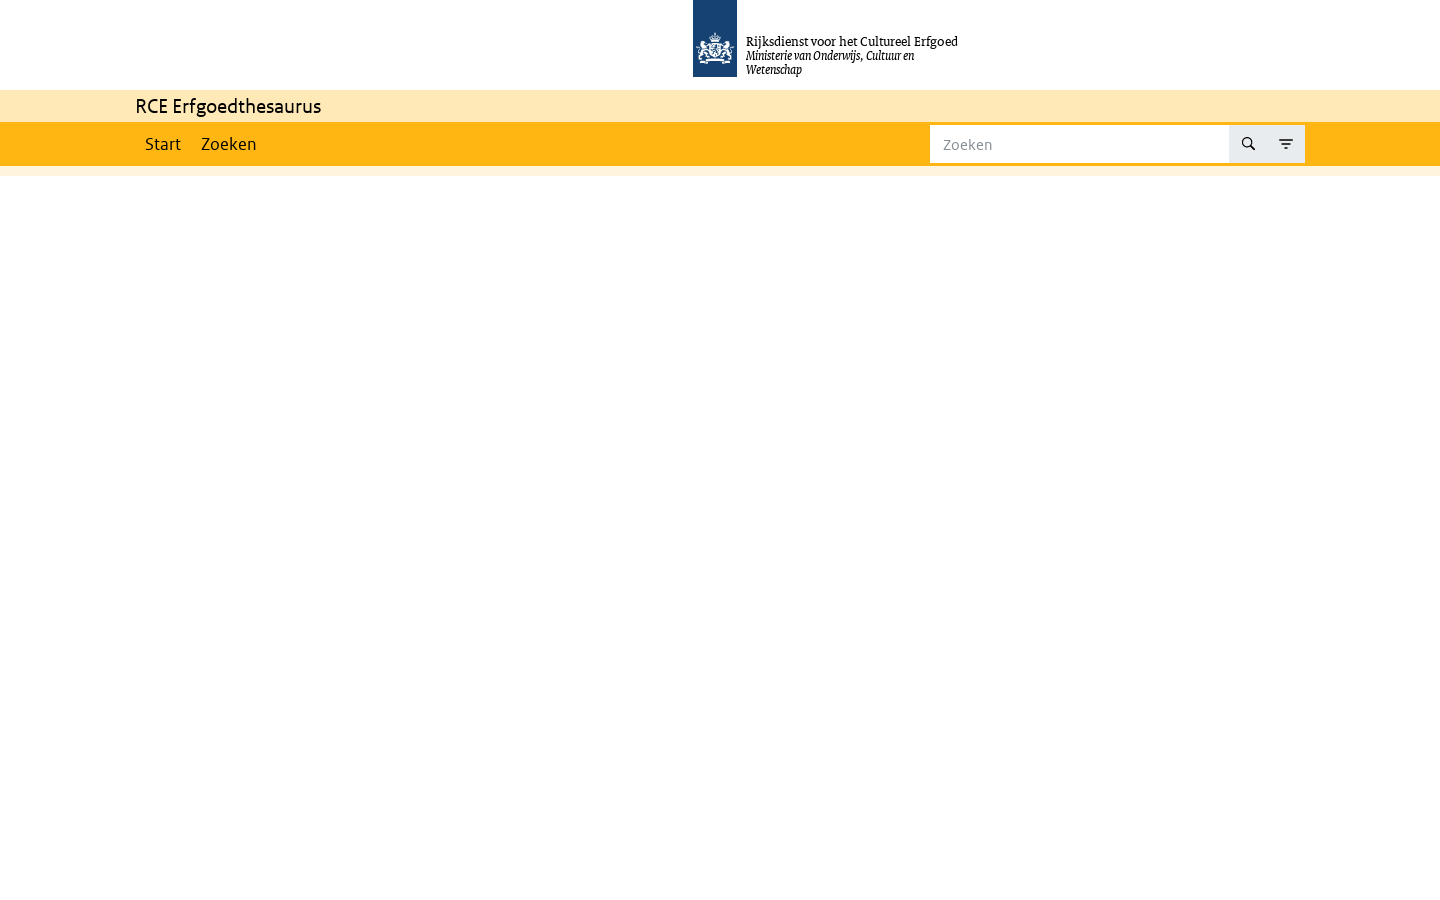 Rijksdienst voor het Cultureel Erfgoed
Ministerie van Onderwijs, Cultuur en
Wetenschap
RCE Erfgoedthesaurus
Start Zoeken Zoeken